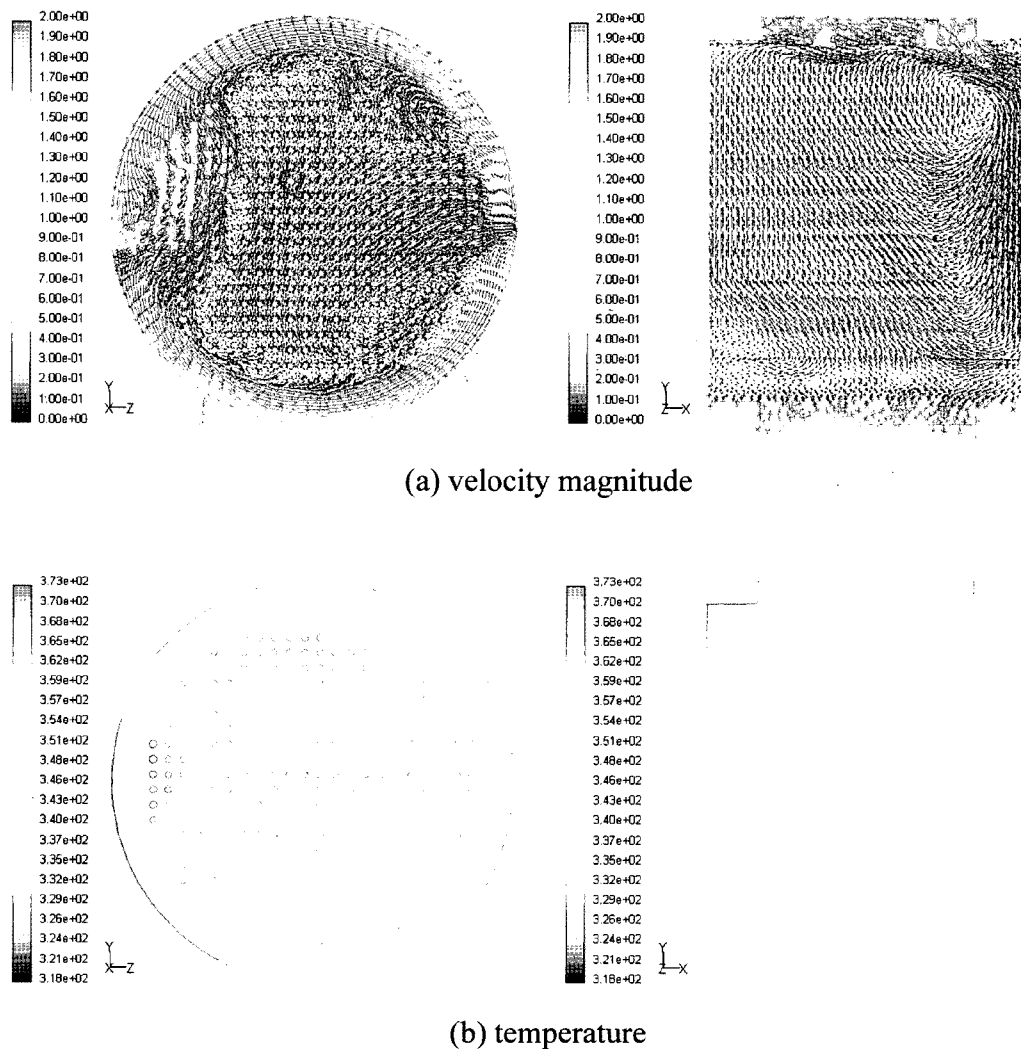 2.00e+00
1.90e+00
1.80e+00
1.70e+00
1.60e+00
1.50e+00
1.40e+00
1.30e+00
1.20e+00
1.10e+00
1.00e+00
9.00e-01
8.00e-01
7.00e-01
6.00e-01
5.00e-01
4.00e-01
3.00e-01
2.00e-01
1.00e-01
0.00e+00
Y
X Z
2.00e+00
1.90e+00
1.80e+00
1.70e+00
1.60e+00
1.50e+00
1.40e+00
1.30e+00
1.20e+00
1.10e+00
1.00e+00
9.00e-01
8.00e-01
7.00e-01
6.00e-01
5.00e-01
4.00e-01
3.00e-01
2.00e-01
1.00e-01
0.00e+00
Y
Z X
(a) velocity magnitude
3.73e+02
3.70e+02
3.68e+02
3.65e+02
3.62e+02
3.59e+02
3.57e+02
3.54e+02
3.51e+02
3.48e+02
3.46e+02
3.43e+02
3.40e+02
3.37e+02
3.35e+02
3.32e+02
3.29e+02
3.26e+02
3.24e+02
3.21e+02
3.18e+02
Y
X Z
3.73e+02
3.70e+02
3.68e+02
3.65e+02
3.62e+02
3.59e+02
3.57e+02
3.54e+02
3.51e+02
3.48e+02
3.46e+02
3.43e+02
3.40e+02
3.37e+02
3.35e+02
3.32e+02
3.29e+02
3.26e+02
3.24e+02
3.21e+02
3.18e+02
Y
Z X
(b) temperature